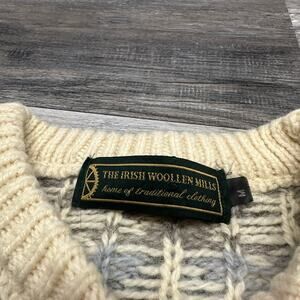 THE IRISH WOOLLEN MILLS
home of traditional clothing
M